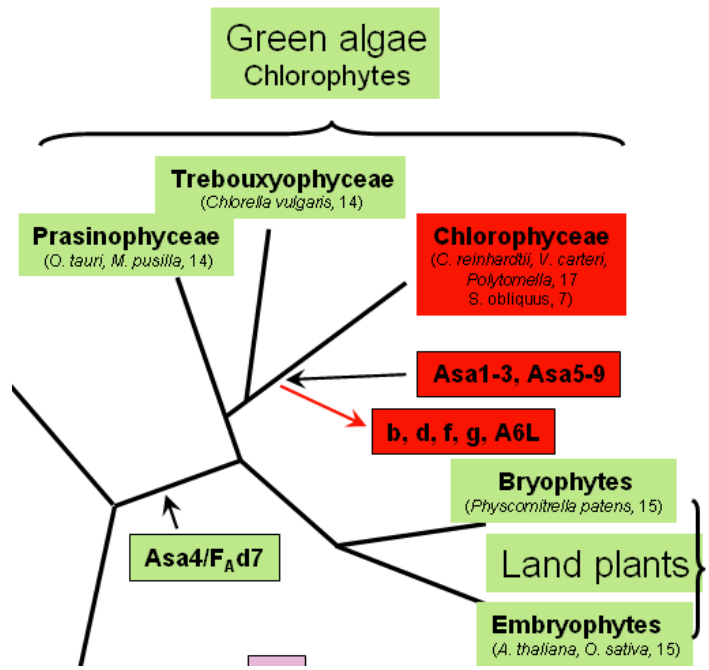 Green algae
Chlorophytes
Trebouxyophyceae
(Chlorella vulgaris, 14)
Prasinophyceae
(O. tauri, M. pusilla, 14)
Chlorophyceae
(C. reinhardtii, V. carteri,
Polytomella, 17
S. obliquus, 7)
Asa1-3, Asa5-9
b, d, f, g, A6L
Asa4/FAd7
Bryophytes
(Physcomitrella patens, 15)
Land plants
Embryophytes
(A. thaliana, O. sativa, 15)